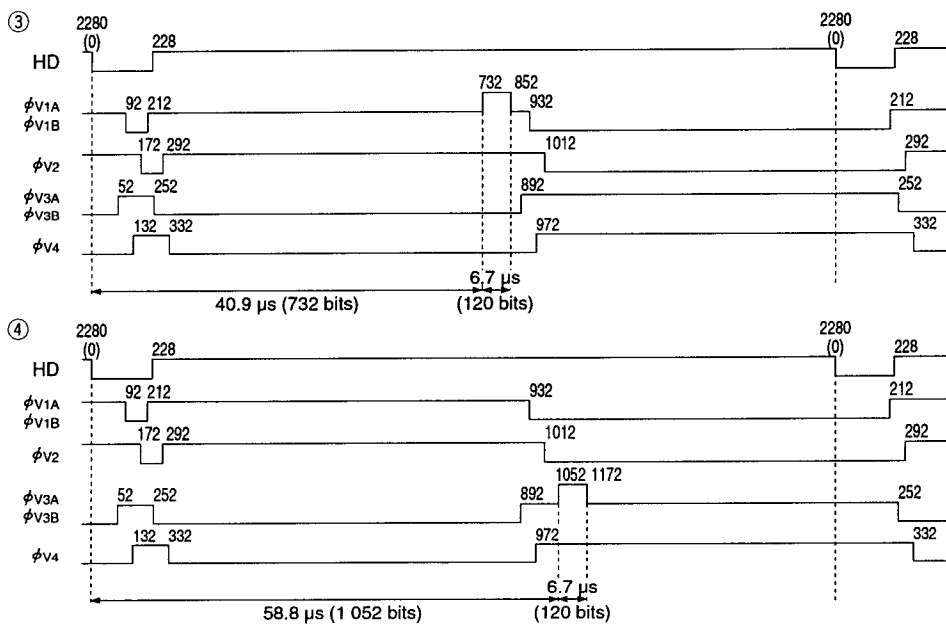 ③
2280 2280
(0) 228 (0) 228
HD
732 852
φV1A 92 212 932 212
φV1B
172 292 1012 292
φV2
φV3A 52 252 892 252
φV3B
132 332 972 332
φV4
6.7 µs
40.9 µs (732 bits) (120 bits)
④
2280 2280
(0) 228 (0) 228
HD
φV1A 92 212 932 212
φV1B
172 292 1012 292
φV2
1052 1172
φV3A 52 252 892 252
φV3B
132 332 972 332
φV4
6.7 µs
58.8 µs (1 052 bits) (120 bits)